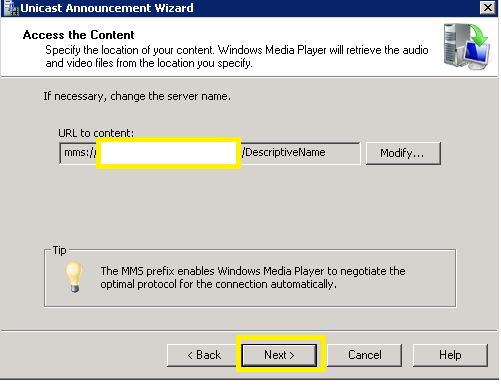 Unicast Announcement Wizard
Access the Content
Specify the location of your content. Windows Media Player will retrieve the audio
and video files from the location you specify.
If necessary, change the server name.
URL to content:
mms:// /DescriptiveName
Modify...
Tip
The MMS prefix enables Windows Media Player to negotiate the
optimal protocol for the connection automatically.
< Back
Next >
Cancel
Help